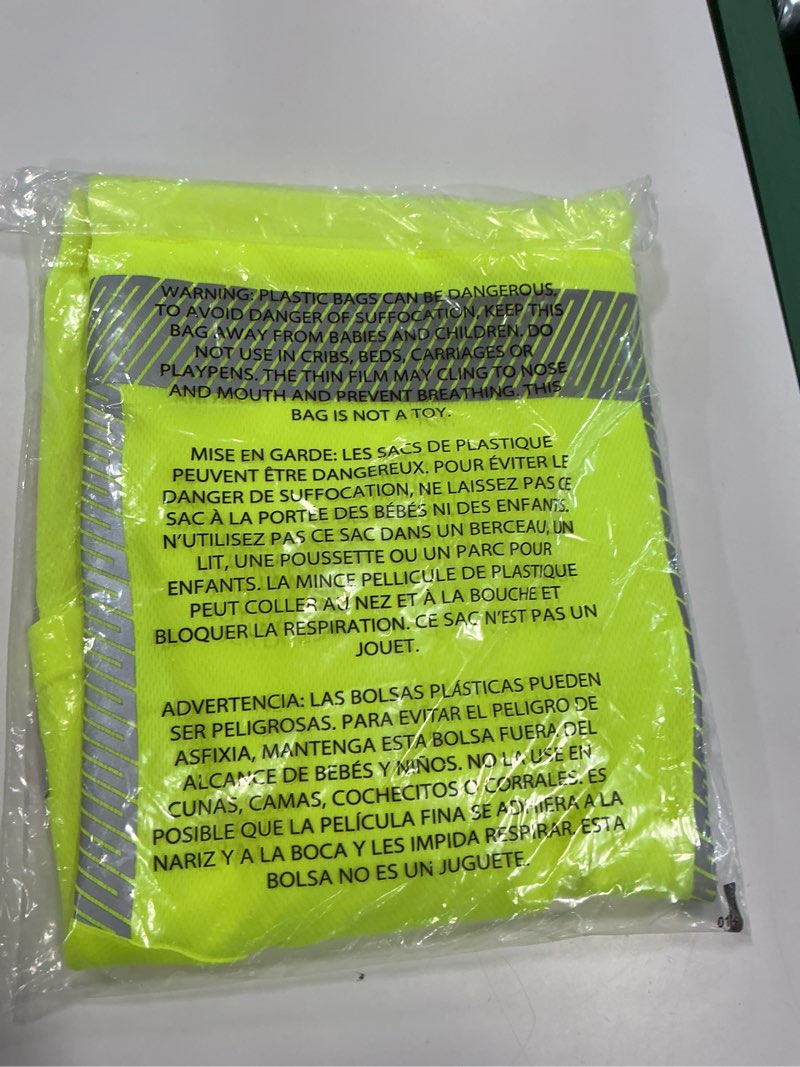 WARNING: PLASTIC BAGS CAN BE DANGEROUS.
TO AVOID DANGER OF SUFFOCATION, KEEP THIS
BAG AWAY FROM BABIES AND CHILDREN. DO
NOT USE IN CRIBS, BEDS, CARRIAGES OR
PLAYPENS. THE THIN FILM MAY CLING TO NOSE
AND MOUTH AND PREVENT BREATHING. THIS
BAG IS NOT A TOY.
MISE EN GARDE: LES SACS DE PLASTIQUE
PEUVENT ÊTRE DANGEREUX. POUR ÉVITER LE
DANGER DE SUFFOCATION, NE LAISSEZ PAS CE
SAC À LA PORTÉE DES BÉBÉS NI DES ENFANTS.
N'UTILISEZ PAS CE SAC DANS UN BERCEAU, UN
LIT, UNE POUSSETTE OU UN PARC POUR
ENFANTS. LA MINCE PELLICULE DE PLASTIQUE
PEUT COLLER AU NEZ ET À LA BOUCHE ET
BLOQUER LA RESPIRATION. CE SAC N'EST PAS UN
JOUET.
ADVERTENCIA: LAS BOLSAS PLÁSTICAS PUEDEN
SER PELIGROSAS. PARA EVITAR EL PELIGRO DE
ASFIXIA, MANTENGA ESTA BOLSA FUERA DEL
ALCANCE DE BEBÉS Y NIÑOS. NO LA USE EN
CUNAS, CAMAS, COCHECITOS O CORRALES. ES
POSIBLE QUE LA PELÍCULA FINA SE ADHIERA A LA
NARIZ Y A LA BOCA Y LES IMPIDA RESPIRAR. ESTA
BOLSA NO ES UN JUGUETE.